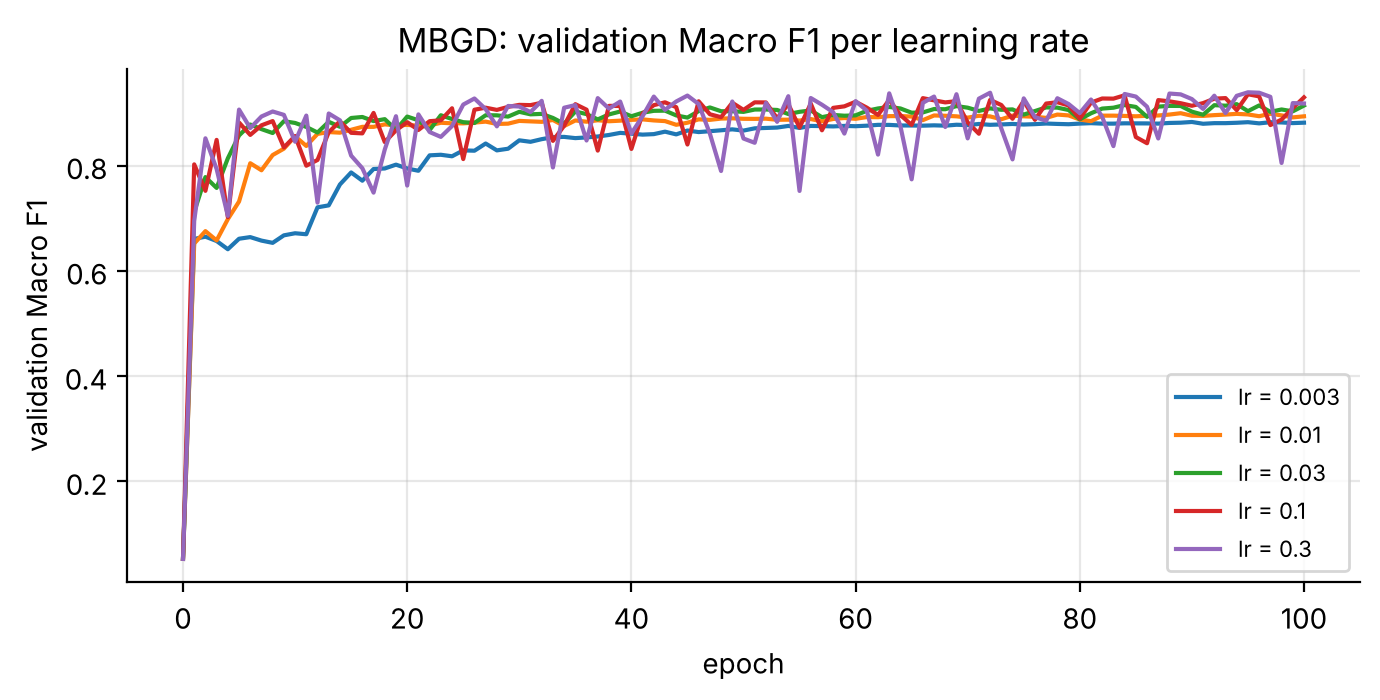 MBGD: validation Macro F1 per learning rate
validation Macro F1
0.8
0.6
0.4
0.2
0 20 40 60 80 100
epoch
lr = 0.003
lr = 0.01
lr = 0.03
lr = 0.1
lr = 0.3